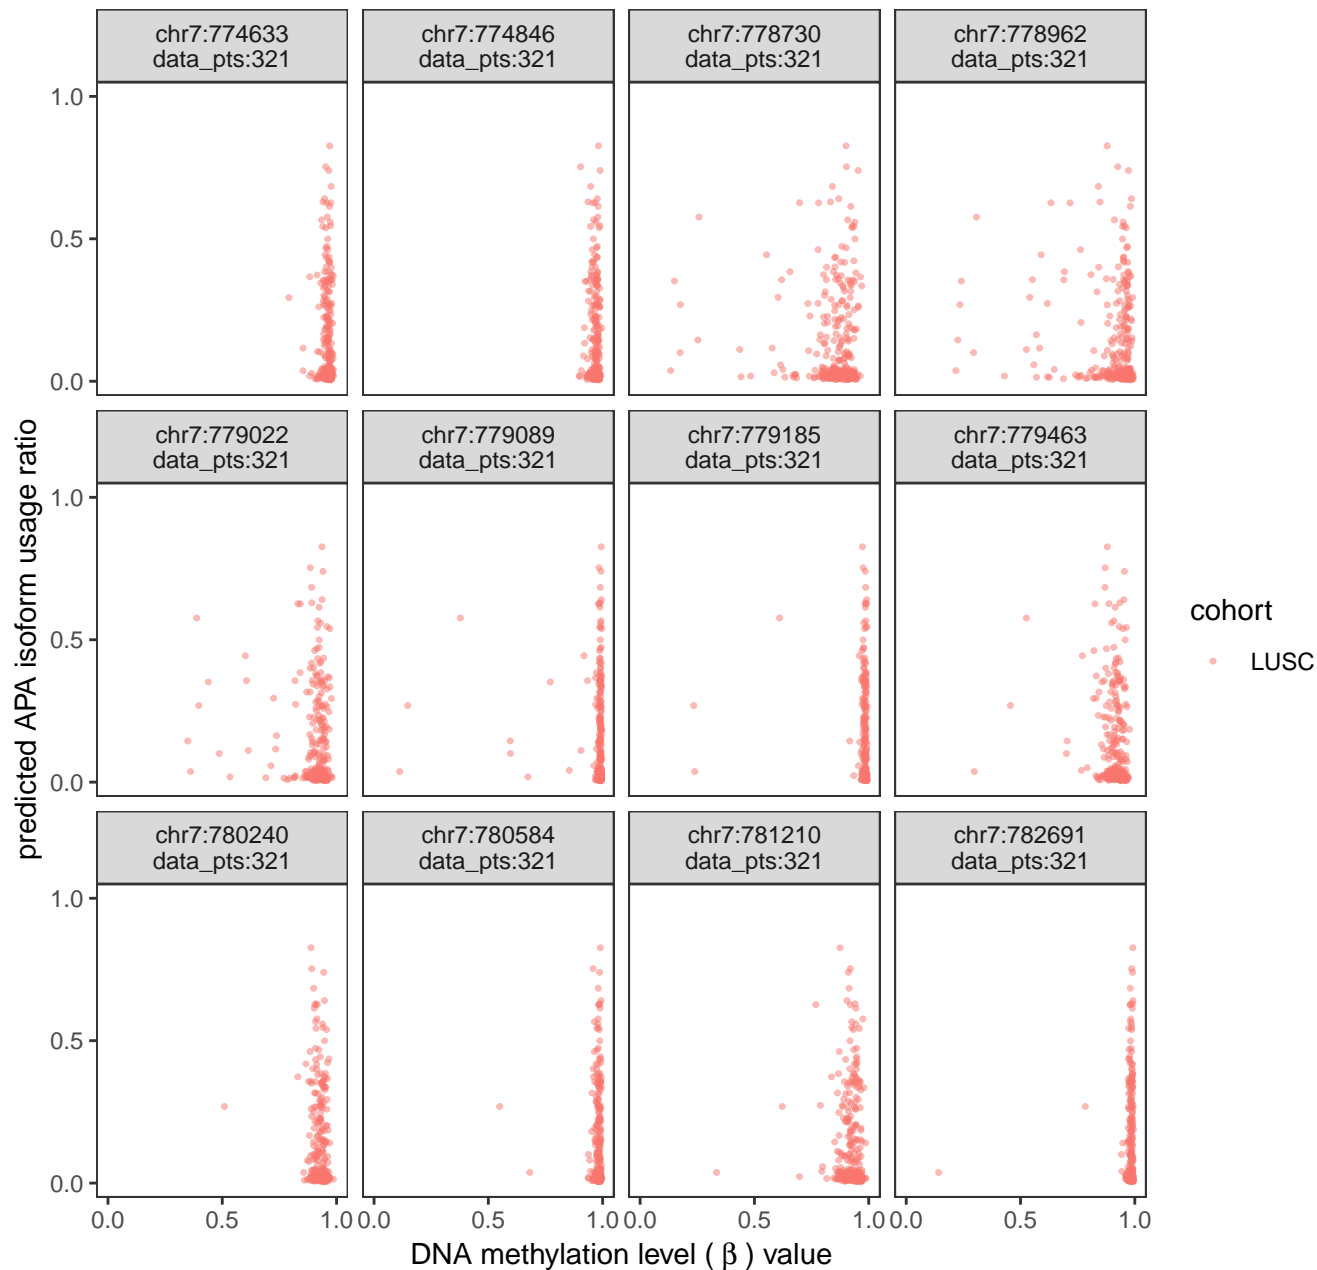 chr7:774633
data_pts:321
chr7:774846
data_pts:321
chr7:778730
data_pts:321
chr7:778962
data_pts:321
1.0
0.5
0.0
chr7:779022
data_pts:321
chr7:779089
data_pts:321
chr7:779185
data_pts:321
chr7:779463
data_pts:321
1.0
0.5
0.0
chr7:780240
data_pts:321
chr7:780584
data_pts:321
chr7:781210
data_pts:321
chr7:782691
data_pts:321
1.0
0.5
0.0
0.0 0.5 1.0 0.0 0.5 1.0 0.0 0.5 1.0 0.0 0.5 1.0
DNA methylation level ( β ) value
predicted APA isoform usage ratio
cohort
LUSC